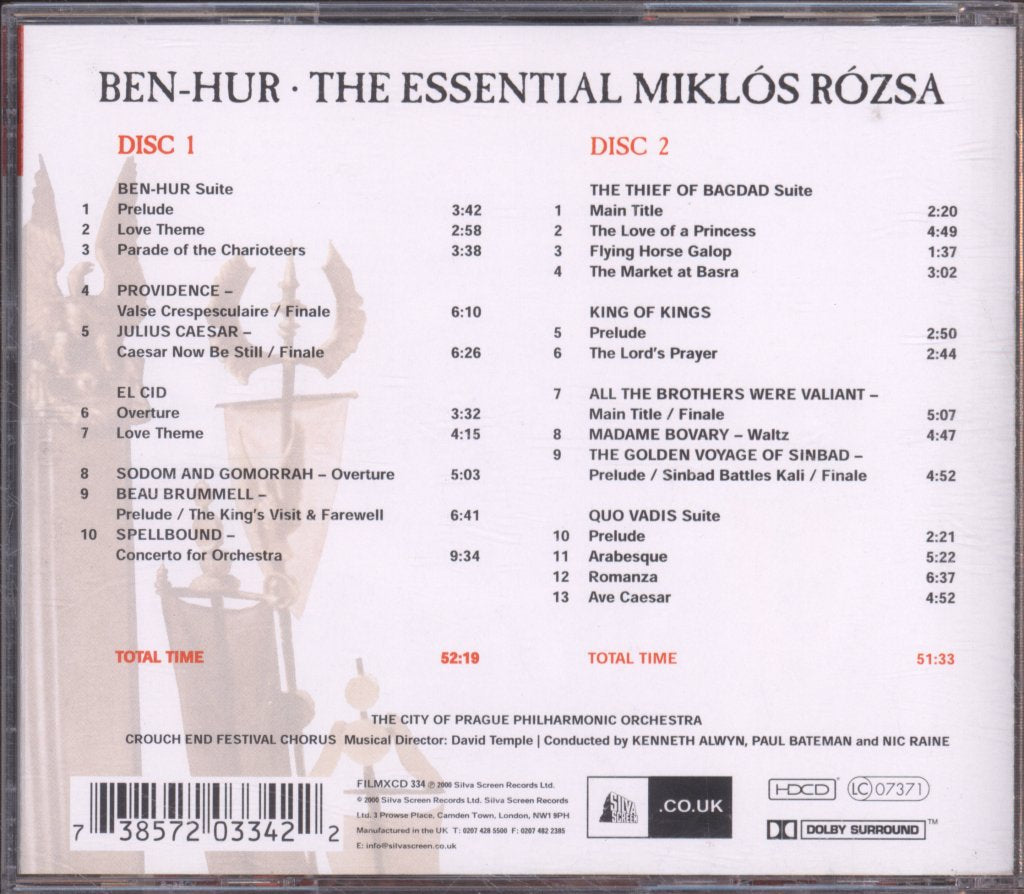 BEN-HUR · THE ESSENTIAL MIKLÓS RÓZSA
DISC 1
BEN-HUR Suite
1 Prelude 3:42
2 Love Theme 2:58
3 Parade of the Charioteers 3:38
4 PROVIDENCE –
Valse Crespesculaire / Finale 6:10
5 JULIUS CAESAR –
Caesar Now Be Still / Finale 6:26
EL CID
6 Overture 3:32
7 Love Theme 4:15
8 SODOM AND GOMORRAH – Overture 5:03
9 BEAU BRUMMELL –
Prelude / The King's Visit & Farewell 6:41
10 SPELLBOUND –
Concerto for Orchestra 9:34
TOTAL TIME 52:19
DISC 2
THE THIEF OF BAGDAD Suite
1 Main Title 2:20
2 The Love of a Princess 4:49
3 Flying Horse Galop 1:37
4 The Market at Basra 3:02
KING OF KINGS
5 Prelude 2:50
6 The Lord's Prayer 2:44
7 ALL THE BROTHERS WERE VALIANT –
Main Title / Finale 5:07
8 MADAME BOVARY – Waltz 4:47
9 THE GOLDEN VOYAGE OF SINBAD –
Prelude / Sinbad Battles Kali / Finale 4:52
QUO VADIS Suite
10 Prelude 2:21
11 Arabesque 5:22
12 Romanza 6:37
13 Ave Caesar 4:52
TOTAL TIME 51:33
THE CITY OF PRAGUE PHILHARMONIC ORCHESTRA
CROUCH END FESTIVAL CHORUS Musical Director: David Temple | Conducted by KENNETH ALWYN, PAUL BATEMAN and NIC RAINE
7 38572 03342 2
FILMXCD 334 ℗ 2000 Silva Screen Records Ltd.
© 2000 Silva Screen Records Ltd. Silva Screen Records
Ltd. 3 Prowse Place, Camden Town, London, NW1 9PH
Manufactured in the UK T: 0207 428 5500 F: 0207 482 2385
E: info@silvascreen.co.uk
SILVA
SCREEN
.CO.UK
HDCD
LC 07371
DOLBY SURROUND™